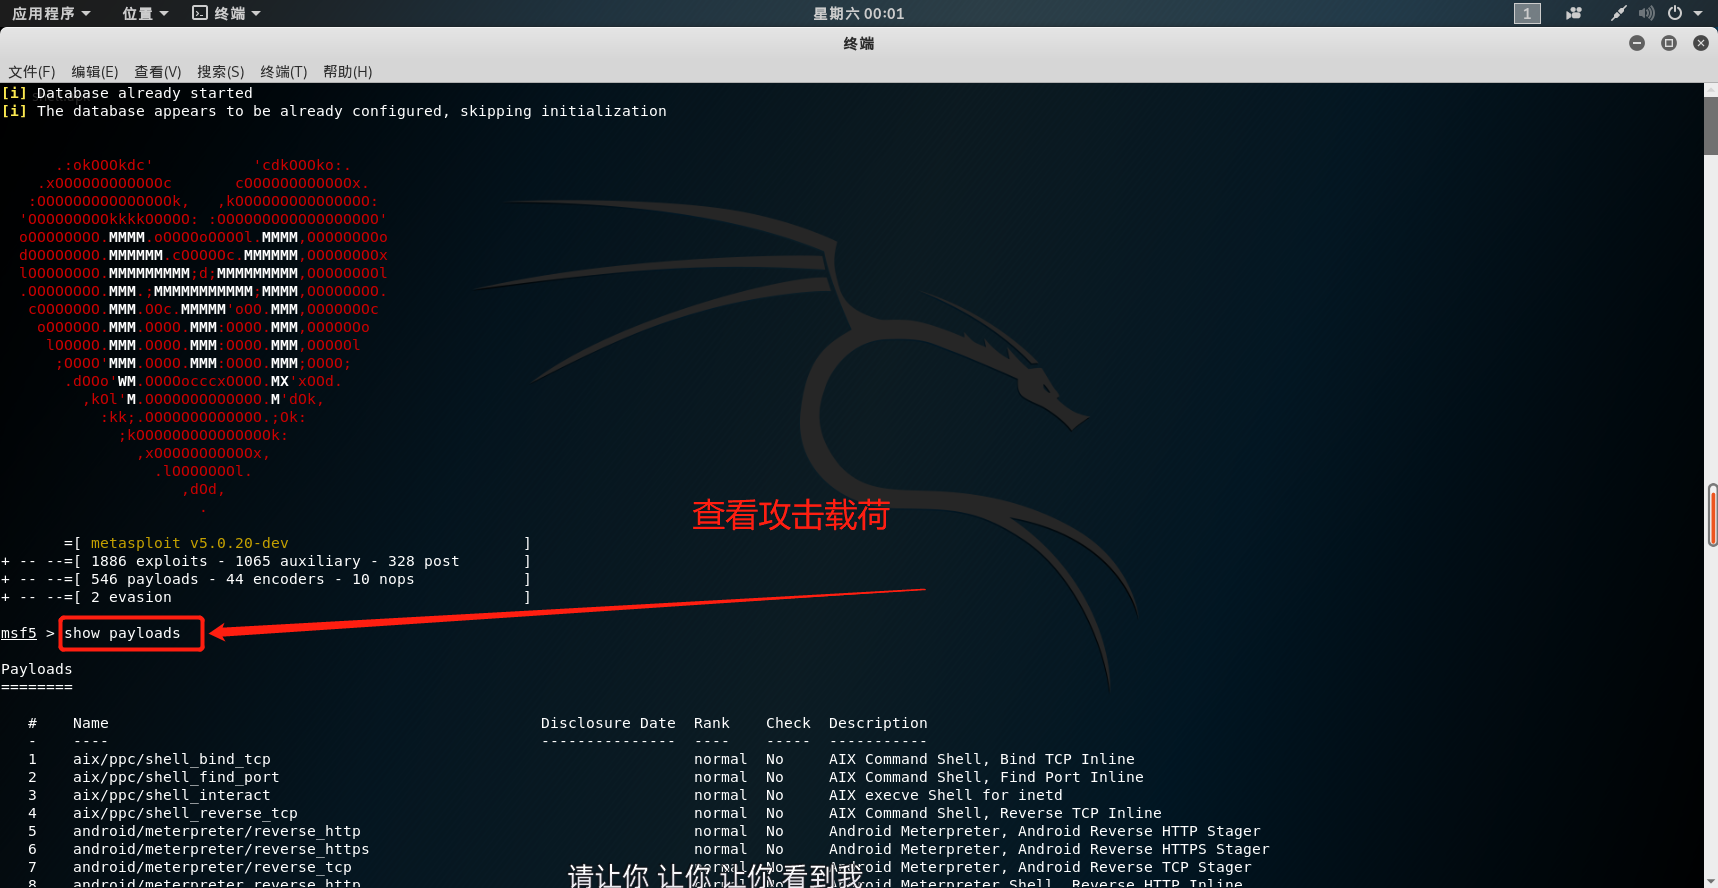 应用程序 位置 终端 星期六 00:01 1
终端
文件(F) 编辑(E) 查看(V) 搜索(S) 终端(T) 帮助(H)
[i] Database already started
[i] The database appears to be already configured, skipping initialization
.:okOOOkdc'           'cdkOOOko:.
.xOOOOOOOOOOOOc       cOOOOOOOOOOOOx.
:OOOOOOOOOOOOOOOk,   ,kOOOOOOOOOOOOOOO:
'OOOOOOOOOkkkkOOOOO: :OOOOOOOOOOOOOOOOOO'
oOOOOOOOO.MMMM.oOOOOoOOOOl.MMMM,OOOOOOOOo
dOOOOOOOO.MMMMMM.cOOOOOc.MMMMMM,OOOOOOOOx
lOOOOOOOO.MMMMMMMMM;d;MMMMMMMMM,OOOOOOOOl
.OOOOOOOO.MMM.;MMMMMMMMMMM;MMMM,OOOOOOOO.
cOOOOOOO.MMM.OOc.MMMMM'oOO.MMM,OOOOOOOc
oOOOOOO.MMM.OOOO.MMM:OOOO.MMM,OOOOOOo
lOOOOO.MMM.OOOO.MMM:OOOO.MMM,OOOOOl
;OOOO'MMM.OOOO.MMM:OOOO.MMM;OOOO;
.dOOo'WM.OOOOocccxOOOO.MX'xOOd.
,kOl'M.OOOOOOOOOOOOO.M'dOk,
:kk;.OOOOOOOOOOOOO.;Ok:
;kOOOOOOOOOOOOOOOk:
,xOOOOOOOOOOOx,
.lOOOOOOOl.
,dOd,
.
查看攻击载荷
=[ metasploit v5.0.20-dev                          ]
+ -- --=[ 1886 exploits - 1065 auxiliary - 328 post       ]
+ -- --=[ 546 payloads - 44 encoders - 10 nops            ]
+ -- --=[ 2 evasion                                       ]
msf5 > show payloads
Payloads
========
#    Name                                                Disclosure Date  Rank    Check  Description
-    ----                                                ---------------  ----    -----  -----------
1    aix/ppc/shell_bind_tcp                                               normal  No     AIX Command Shell, Bind TCP Inline
2    aix/ppc/shell_find_port                                              normal  No     AIX Command Shell, Find Port Inline
3    aix/ppc/shell_interact                                               normal  No     AIX execve Shell for inetd
4    aix/ppc/shell_reverse_tcp                                            normal  No     AIX Command Shell, Reverse TCP Inline
5    android/meterpreter/reverse_http                                     normal  No     Android Meterpreter, Android Reverse HTTP Stager
6    android/meterpreter/reverse_https                                    normal  No     Android Meterpreter, Android Reverse HTTPS Stager
7    android/meterpreter/reverse_tcp                                      normal  No     Android Meterpreter, Android Reverse TCP Stager
8    android/meterpreter_reverse_http                                     normal  No     Android Meterpreter Shell, Reverse HTTP Inline
请让你 让你 让你 看到我